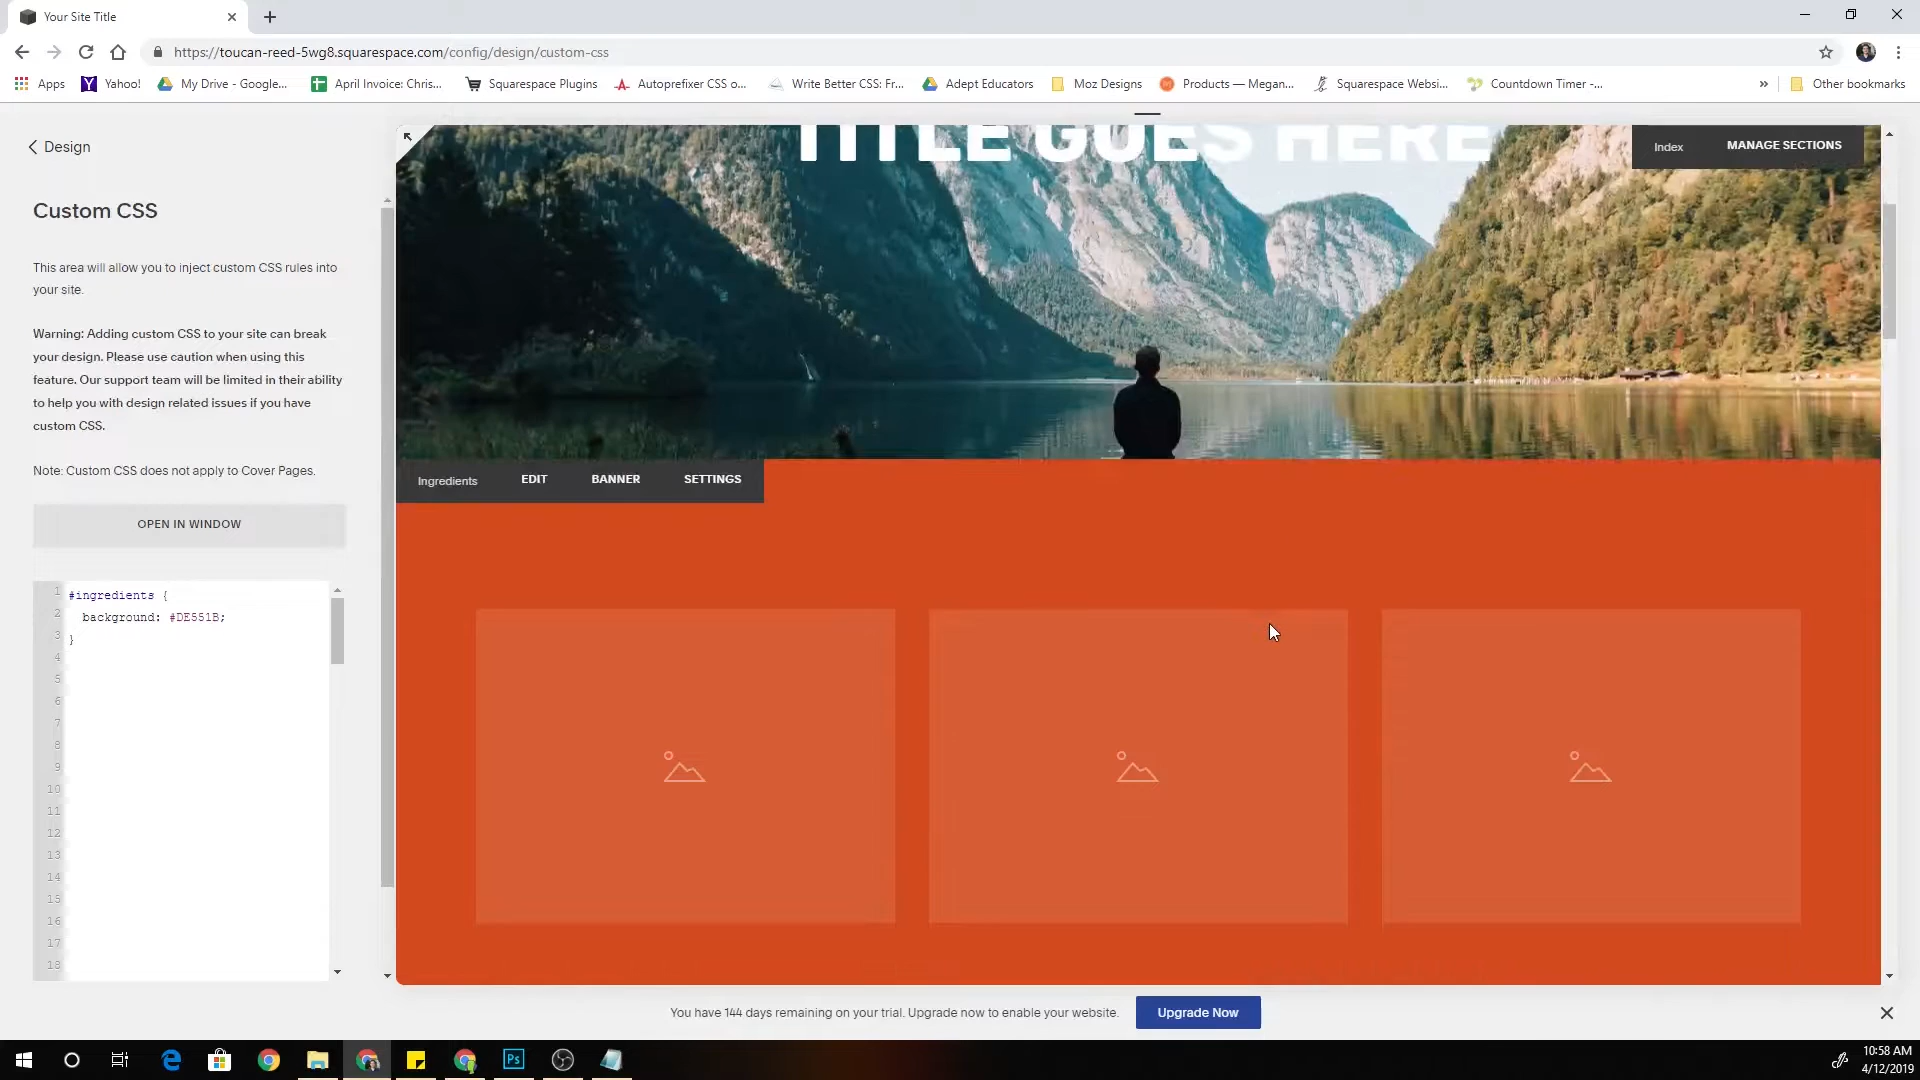 Your Site Title
https://toucan-reed-5wg8.squarespace.com/config/design/custom-css
Apps Yahoo! My Drive - Google... April Invoice: Chris... Squarespace Plugins Autoprefixer CSS o... Write Better CSS: Fr... Adept Educators Moz Designs Products — Megan... Squarespace Websi... Countdown Timer -... » Other bookmarks
Design
TITLE GOES HERE
Index MANAGE SECTIONS
Custom CSS
This area will allow you to inject custom CSS rules into
your site.
Warning: Adding custom CSS to your site can break
your design. Please use caution when using this
feature. Our support team will be limited in their ability
to help you with design related issues if you have
custom CSS.
Note: Custom CSS does not apply to Cover Pages.
Ingredients EDIT BANNER SETTINGS
OPEN IN WINDOW
1 #ingredients {
2 background: #DE551B;
3 }
4
5
6
7
8
9
10
11
12
13
14
15
16
17
18
You have 144 days remaining on your trial. Upgrade now to enable your website. Upgrade Now
Ps
10:58 AM
4/12/2019